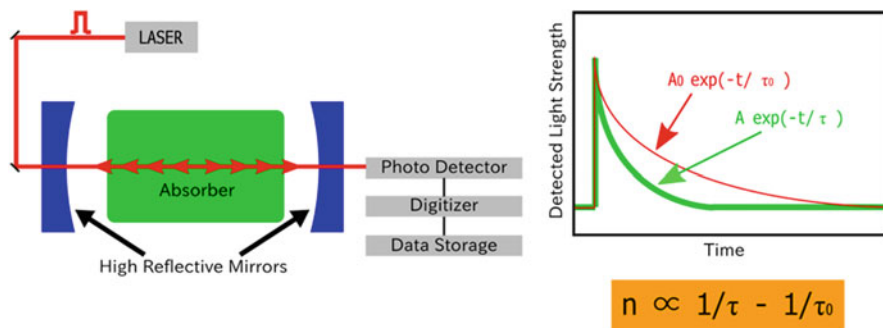 LASER
Absorber
Photo Detector
Digitizer
Data Storage
High Reflective Mirrors
Detected Light Strength
A₀ exp(-t/ τ₀)
A exp(-t/ τ )
Time
n ∝ 1/τ - 1/τ₀